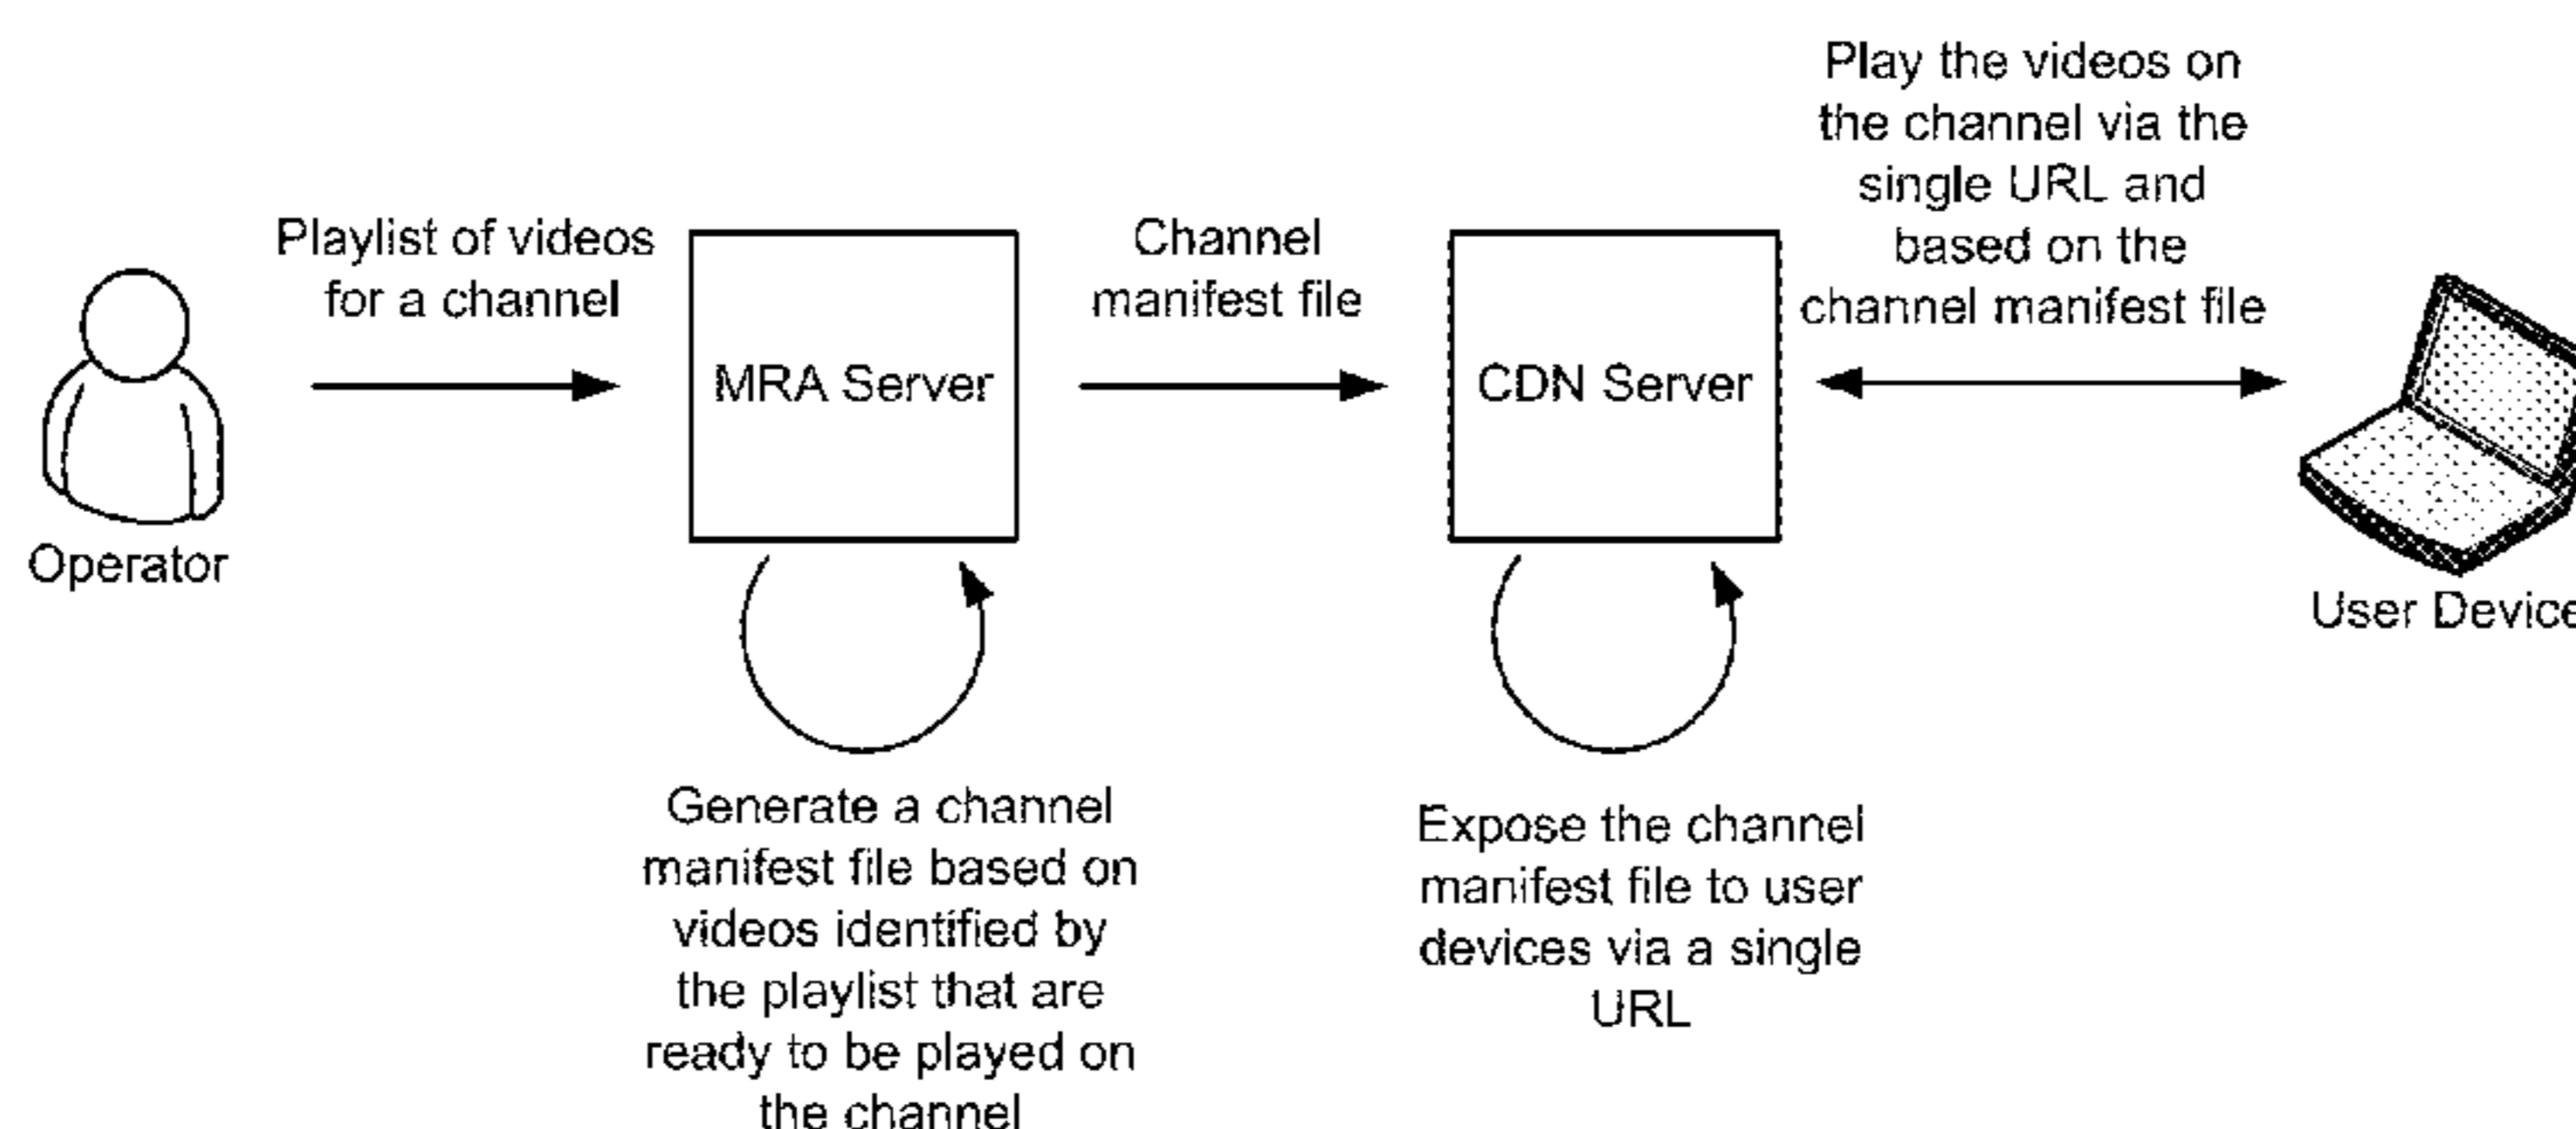 Playlist of videos
for a channel
Operator
MRA Server
Generate a channel
manifest file based on
videos identified by
the playlist that are
ready to be played on
the channel
Channel
manifest file
CDN Server
Expose the channel
manifest file to user
devices via a single
URL
Play the videos on
the channel via the
single URL and
based on the
channel manifest file
User Device